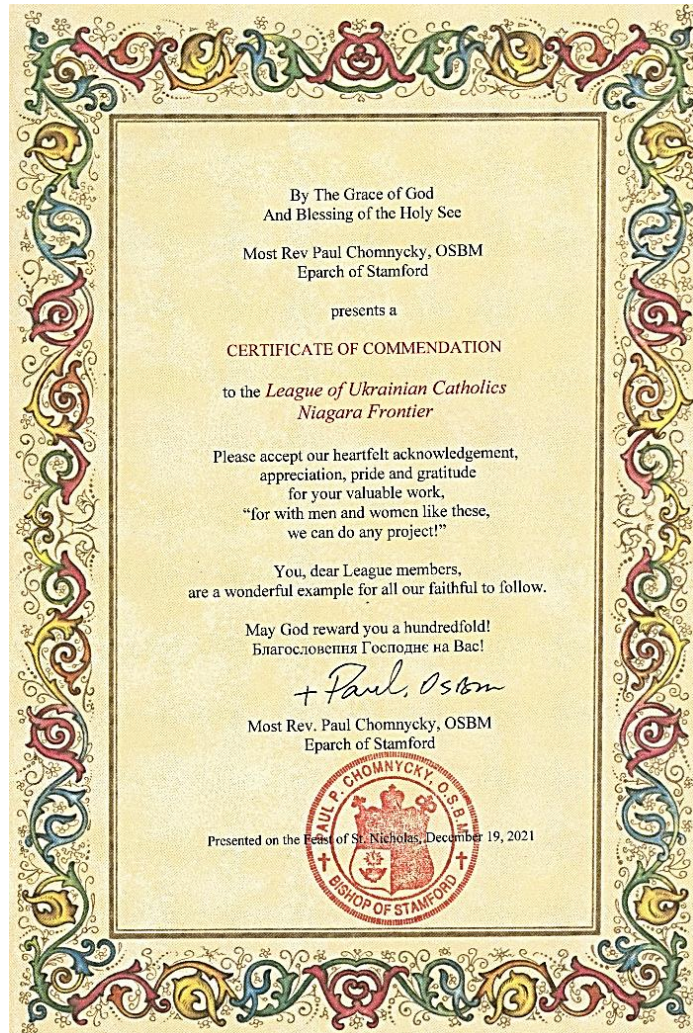 By The Grace of God
And Blessing of the Holy See
Most Rev Paul Chomnycky, OSBM
Eparch of Stamford
presents a
CERTIFICATE OF COMMENDATION
to the League of Ukrainian Catholics
Niagara Frontier
Please accept our heartfelt acknowledgement,
appreciation, pride and gratitude
for your valuable work,
“for with men and women like these,
we can do any project!”
You, dear League members,
are a wonderful example for all our faithful to follow.
May God reward you a hundredfold!
Благословення Господнє на Вас!
+ Paul, OSBM
Most Rev. Paul Chomnycky, OSBM
Eparch of Stamford
PAUL P. CHOMNYCKY, O.S.B.M.
Presented on the Feast of St. Nicholas, December 19, 2021
BISHOP OF STAMFORD